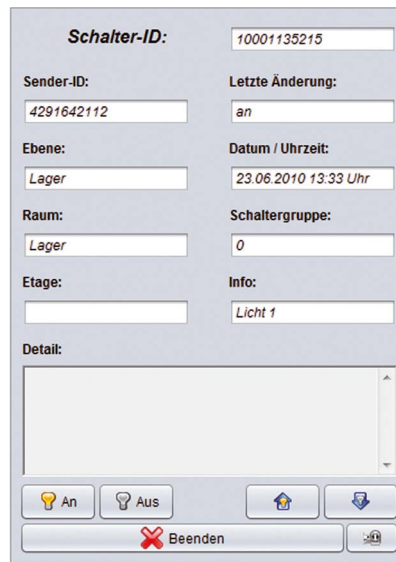 Schalter-ID: 10001135215
Sender-ID: Letzte Änderung:
4291642112 an
Ebene: Datum / Uhrzeit:
Lager 23.06.2010 13:33 Uhr
Raum: Schaltergruppe:
Lager 0
Etage: Info:
Licht 1
Detail:
An Aus
Beenden